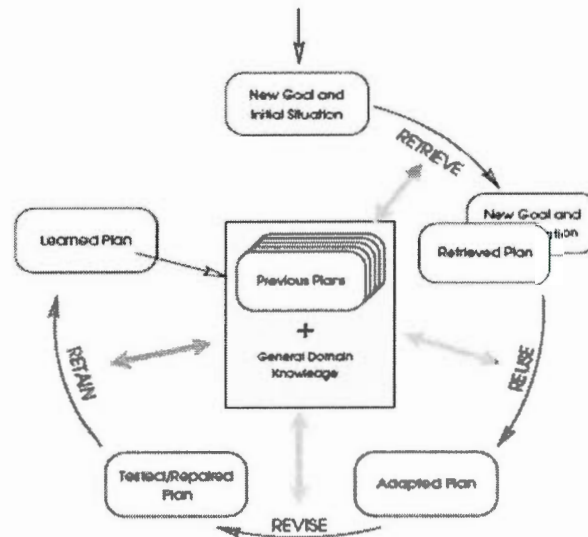 New Goal and
Initial Situation
RETRIEVE
New Goal and
Retrieved Plan
Learned Plan
Previous Plans
+
General Domain
Knowledge
RETAIN
REUSE
Tested/Repaired
Plan
Adapted Plan
REVISE